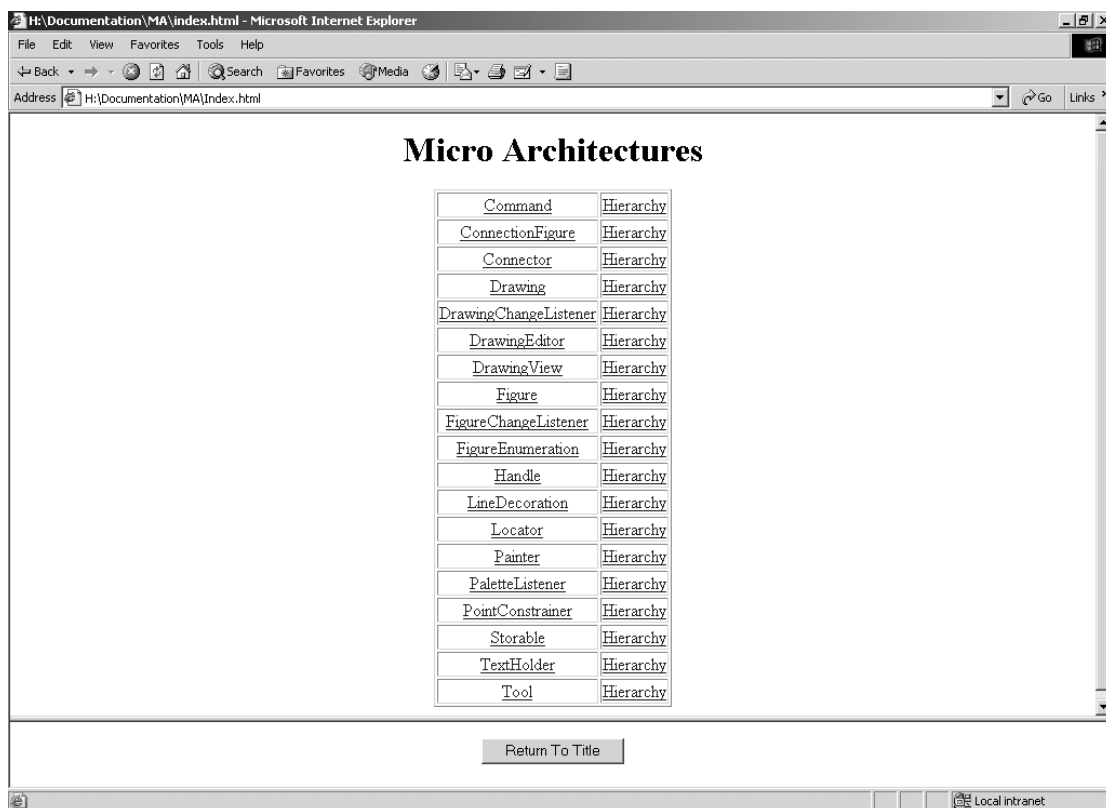 H:\Documentation\MA\index.html - Microsoft Internet Explorer
File Edit View Favorites Tools Help
Back Search Favorites Media
Address H:\Documentation\MA\Index.html Go Links
Micro Architectures
Command Hierarchy
ConnectionFigure Hierarchy
Connector Hierarchy
Drawing Hierarchy
DrawingChangeListener Hierarchy
DrawingEditor Hierarchy
DrawingView Hierarchy
Figure Hierarchy
FigureChangeListener Hierarchy
FigureEnumeration Hierarchy
Handle Hierarchy
LineDecoration Hierarchy
Locator Hierarchy
Painter Hierarchy
PaletteListener Hierarchy
PointConstrainer Hierarchy
Storable Hierarchy
TextHolder Hierarchy
Tool Hierarchy
Return To Title
Local intranet